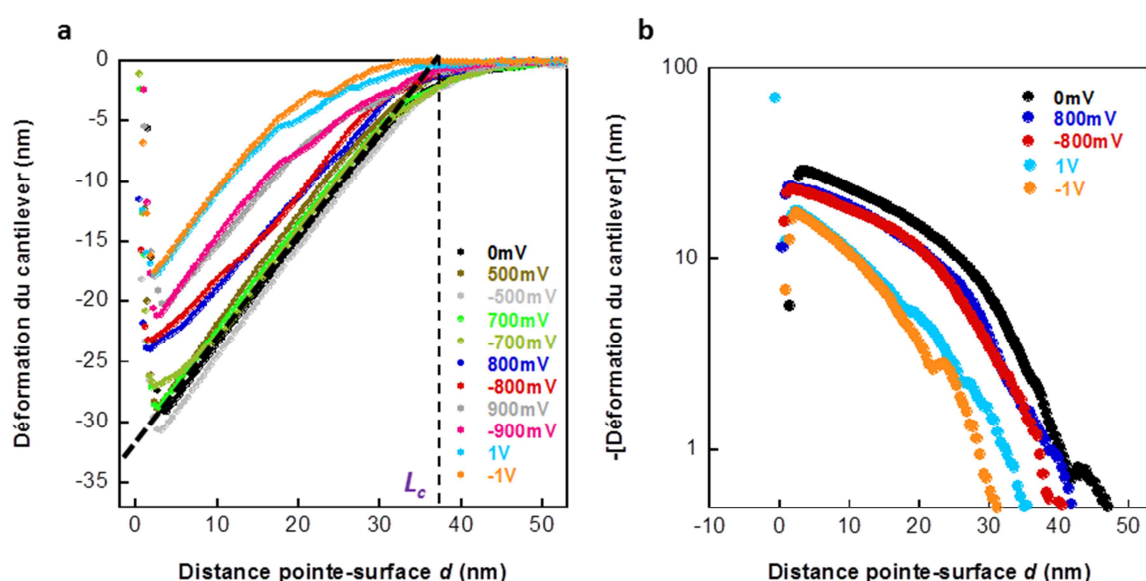 a
Déformation du cantilever (nm)
0
-5
-10
-15
-20
-25
-30
-35
0mV
500mV
-500mV
700mV
-700mV
800mV
-800mV
900mV
-900mV
1V
-1V
Lc
0 10 20 30 40 50
Distance pointe-surface d (nm)
b
-[Déformation du cantilever] (nm)
100
10
1
0mV
800mV
-800mV
1V
-1V
-10 0 10 20 30 40 50
Distance pointe-surface d (nm)